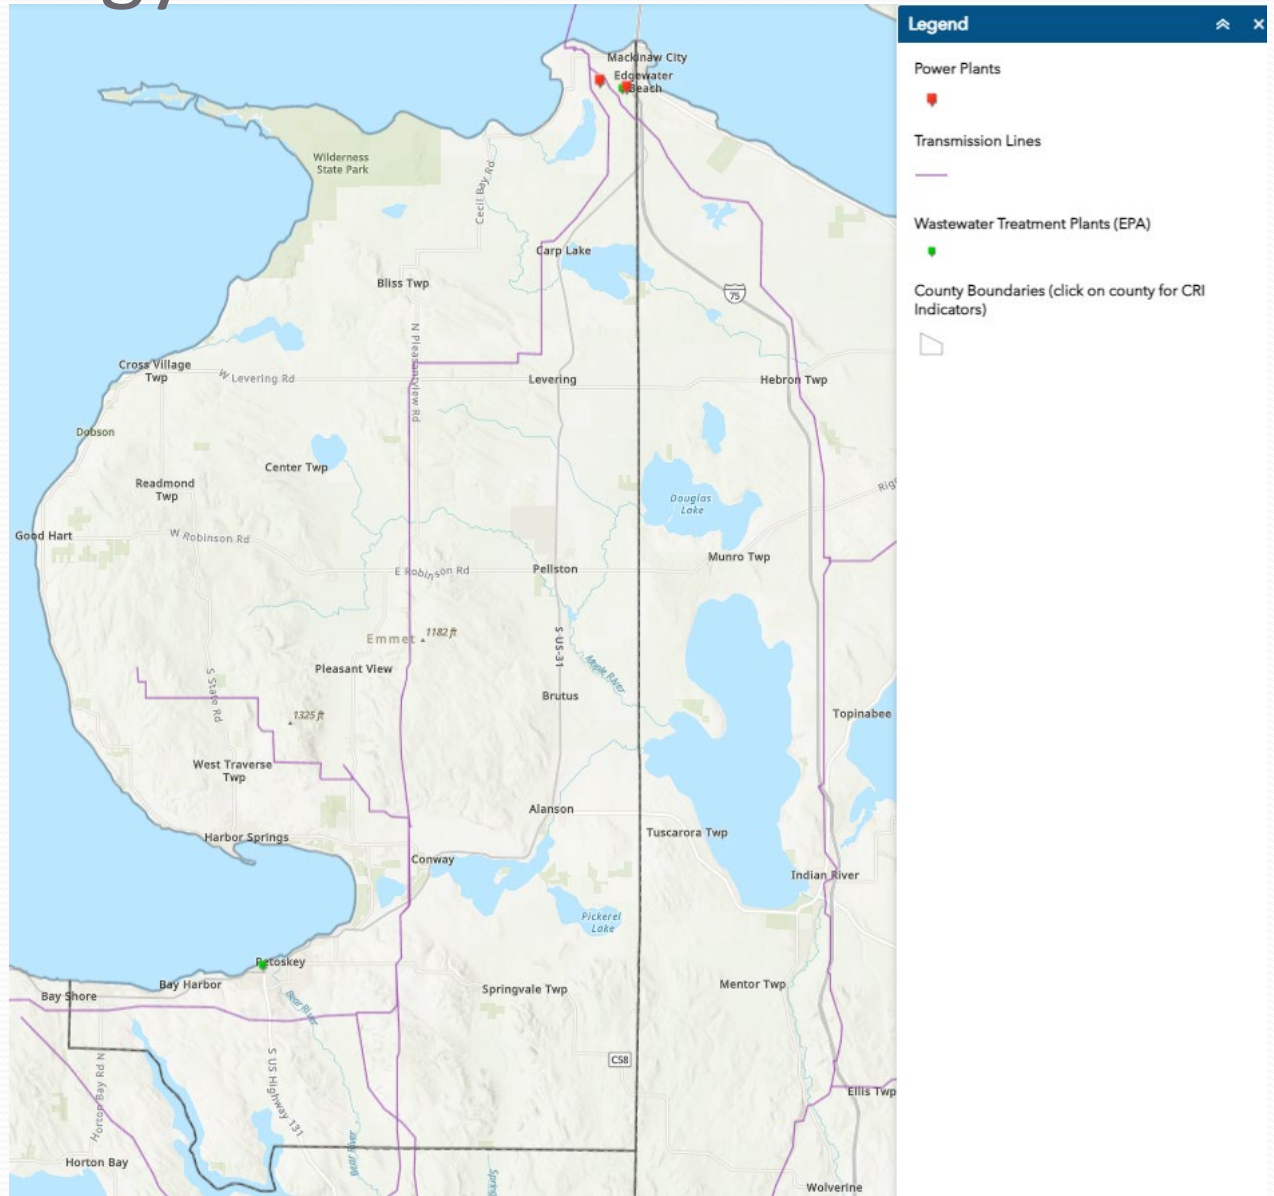 Legend
Power Plants
Transmission Lines
Wastewater Treatment Plants (EPA)
County Boundaries (click on county for CRI
Indicators)
Mackinaw City
Edgewater
Beach
Wilderness
State Park
Cecil Bay Rd
Carp Lake
Bliss Twp
75
N Pleasantview Rd
Cross Village
Twp
W Levering Rd
Levering
Hebron Twp
Dobson
Center Twp
Readmond
Twp
Douglas
Lake
Good Hart
W Robinson Rd
E Robinson Rd
Pellston
Munro Twp
Emmet
1182 ft
S US-31
Pleasant View
Maple River
S State Rd
Brutus
1325 ft
Topinabee
West Traverse
Twp
Alanson
Tuscarora Twp
Harbor Springs
Conway
Indian River
Pickerel
Lake
Petoskey
Bay Harbor
Bay Shore
Springvale Twp
Mentor Twp
Bear River
S US Highway 131
C58
Horton Bay Rd N
Ellis Twp
Bear River
Horton Bay
Wolverine